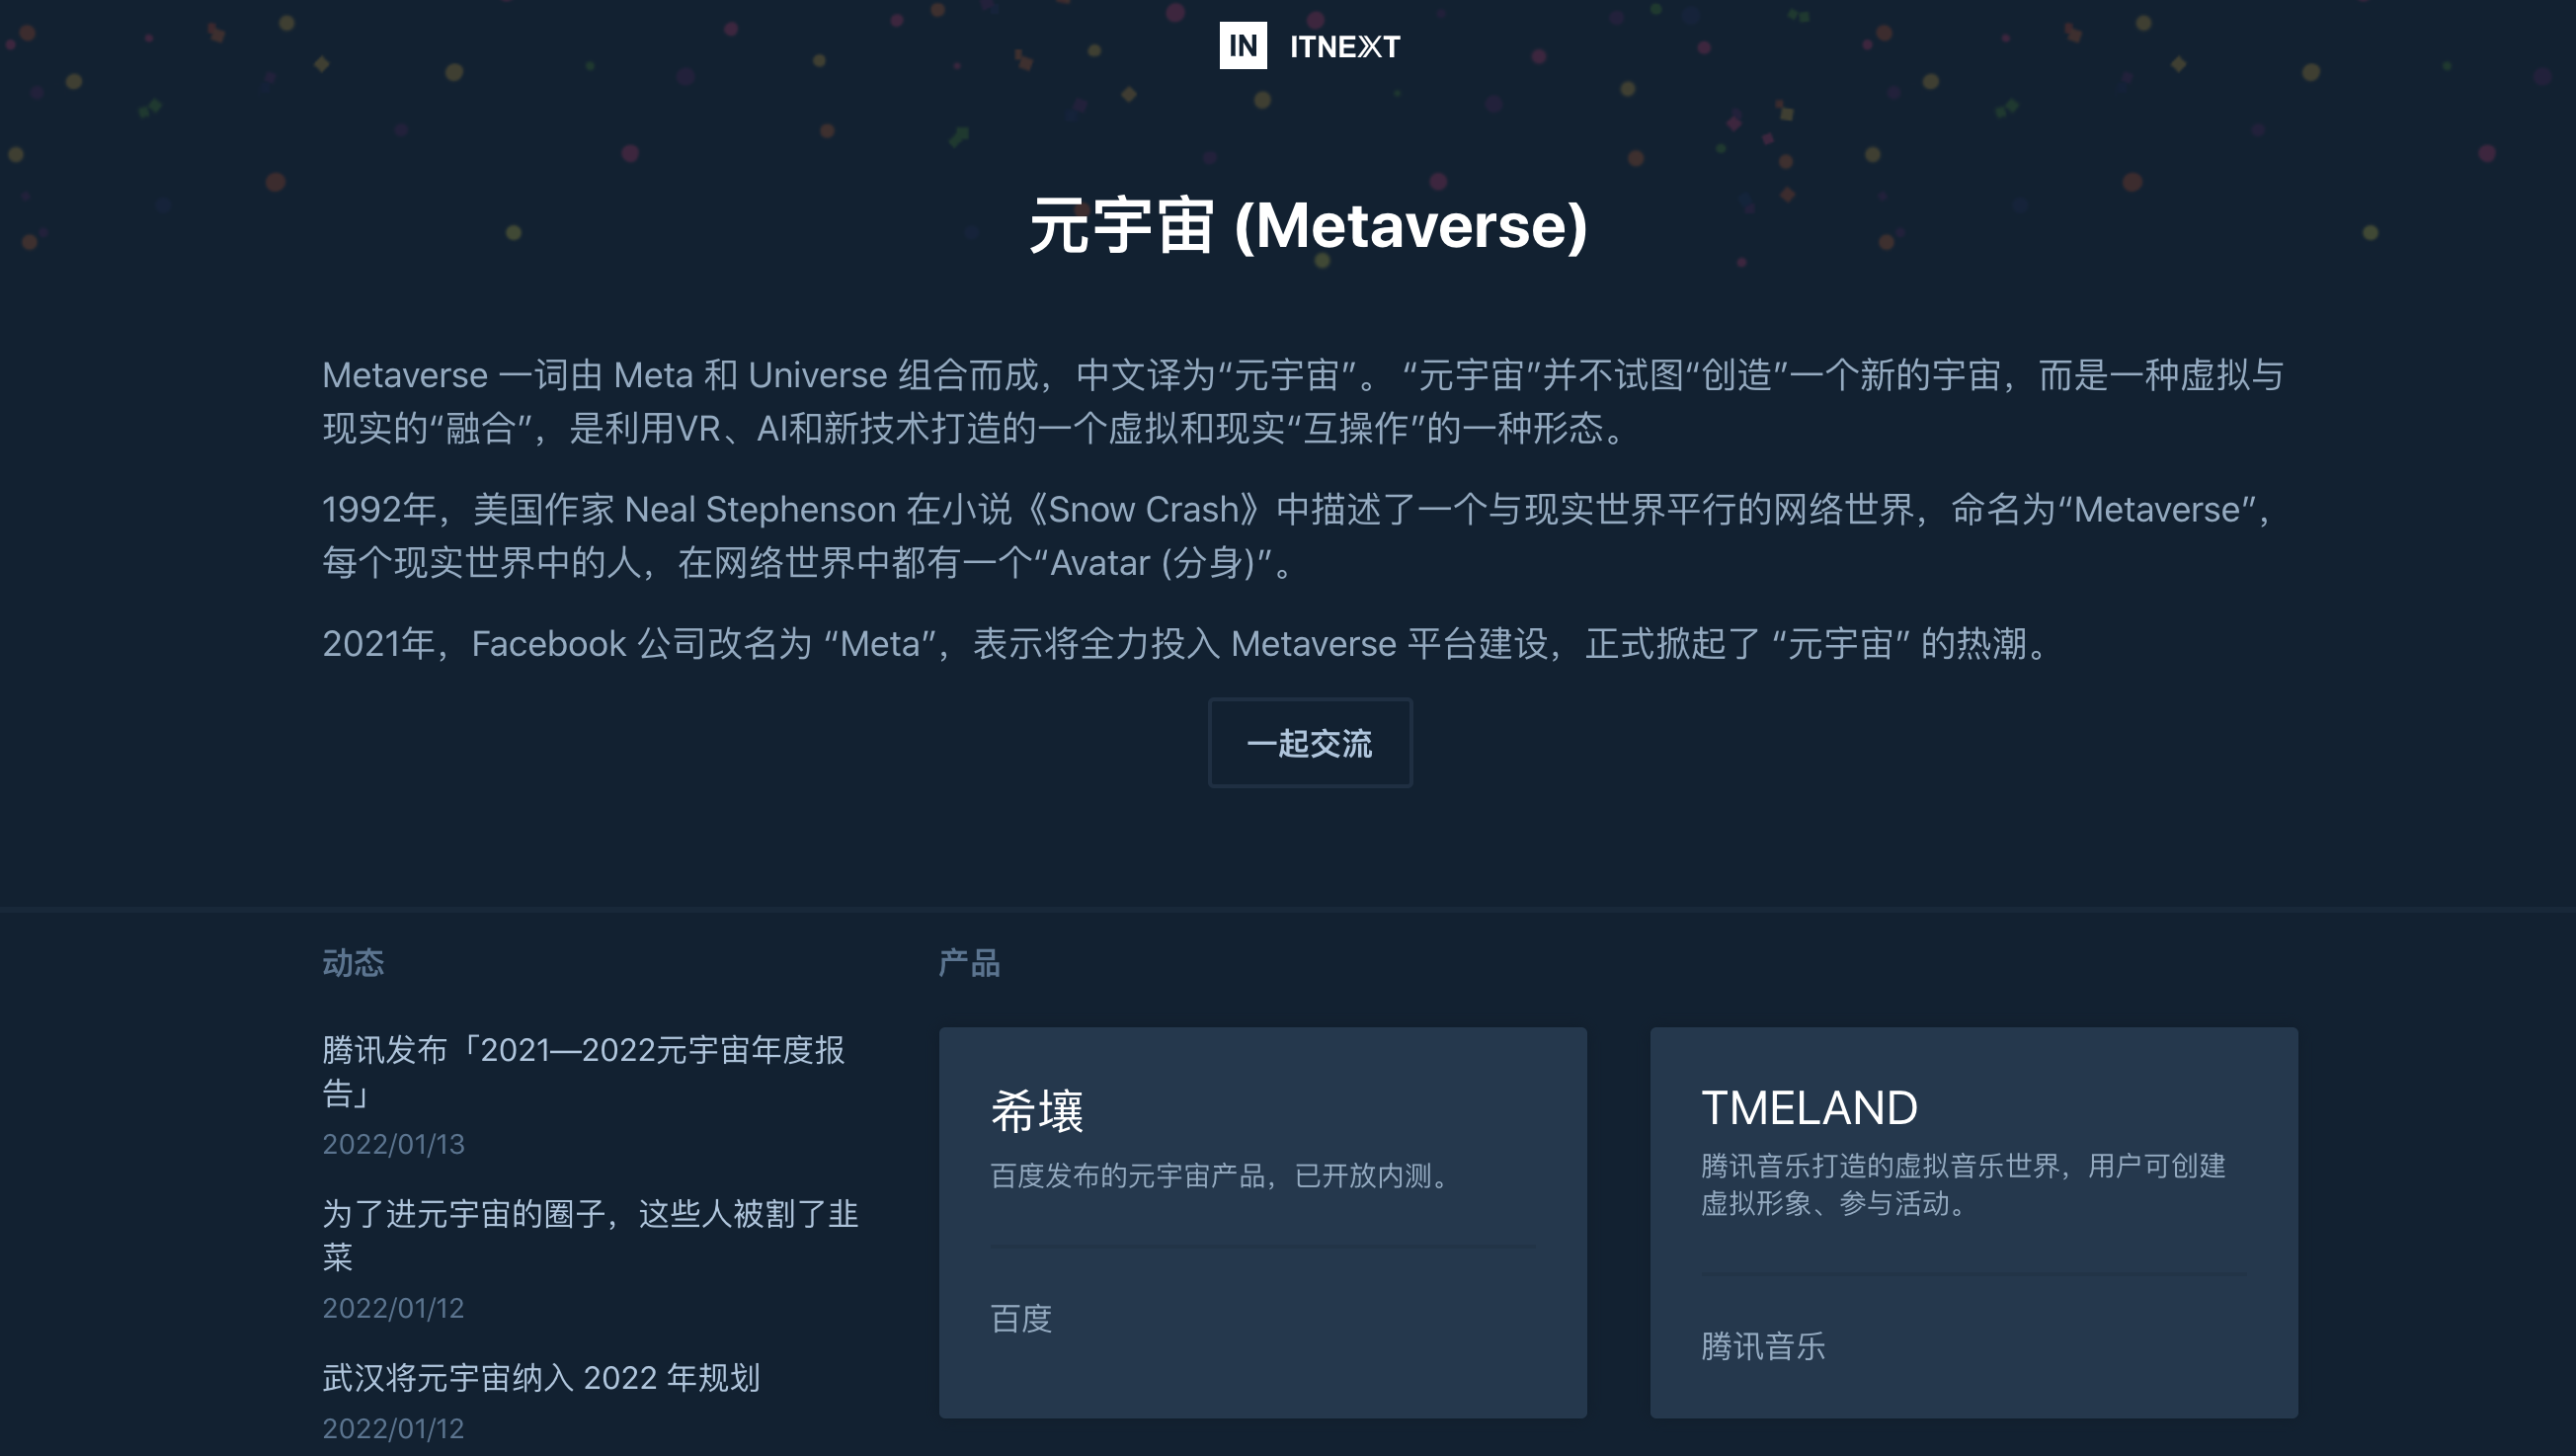 IN ITNEXT
元宇宙 (Metaverse)
Metaverse 一词由 Meta 和 Universe 组合而成，中文译为“元宇宙”。 “元宇宙”并不试图“创造”一个新的宇宙，而是一种虚拟与
现实的“融合”，是利用VR、AI和新技术打造的一个虚拟和现实“互操作”的一种形态。
1992年，美国作家 Neal Stephenson 在小说《Snow Crash》中描述了一个与现实世界平行的网络世界，命名为“Metaverse”，
每个现实世界中的人，在网络世界中都有一个“Avatar (分身)”。
2021年，Facebook 公司改名为 “Meta”，表示将全力投入 Metaverse 平台建设，正式掀起了 “元宇宙” 的热潮。
一起交流
动态
腾讯发布「2021—2022元宇宙年度报
告」
2022/01/13
为了进元宇宙的圈子，这些人被割了韭
菜
2022/01/12
武汉将元宇宙纳入 2022 年规划
2022/01/12
产品
希壤
百度发布的元宇宙产品，已开放内测。
百度
TMELAND
腾讯音乐打造的虚拟音乐世界，用户可创建
虚拟形象、参与活动。
腾讯音乐